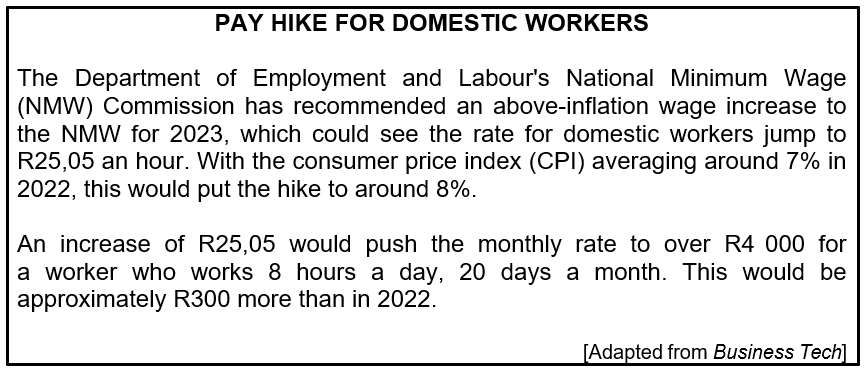 PAY HIKE FOR DOMESTIC WORKERS
The Department of Employment and Labour's National Minimum Wage
(NMW) Commission has recommended an above-inflation wage increase to
the NMW for 2023, which could see the rate for domestic workers jump to
R25,05 an hour. With the consumer price index (CPI) averaging around 7% in
2022, this would put the hike to around 8%.
An increase of R25,05 would push the monthly rate to over R4 000 for
a worker who works 8 hours a day, 20 days a month. This would be
approximately R300 more than in 2022.
[Adapted from Business Tech]